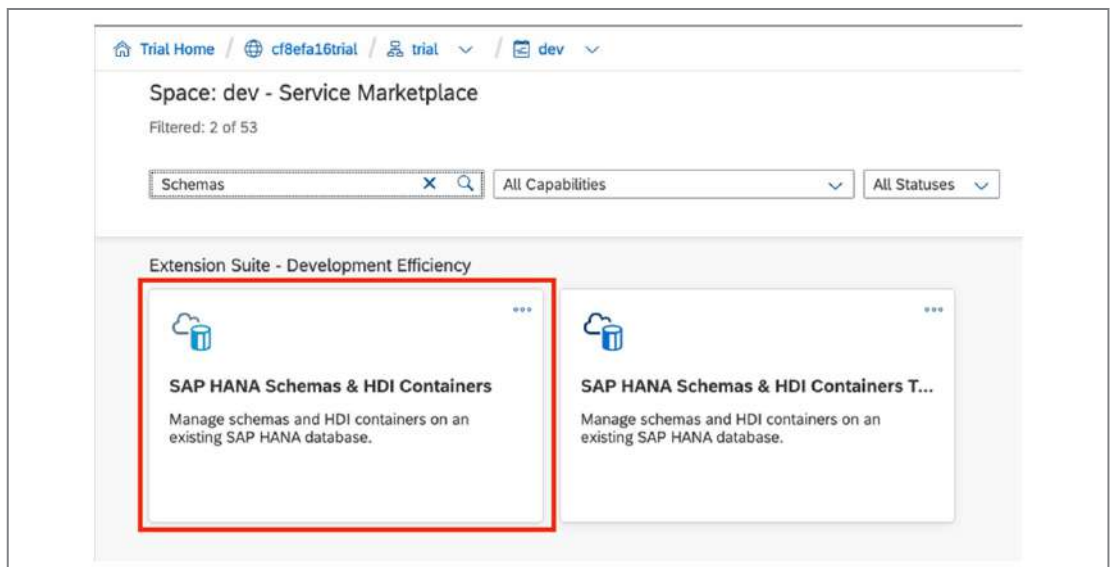 Trial Home / cf8efa16trial / trial / dev
Space: dev - Service Marketplace
Filtered: 2 of 53
Schemas All Capabilities All Statuses
Extension Suite - Development Efficiency
SAP HANA Schemas & HDI Containers
Manage schemas and HDI containers on an
existing SAP HANA database.
SAP HANA Schemas & HDI Containers T...
Manage schemas and HDI containers on an
existing SAP HANA database.